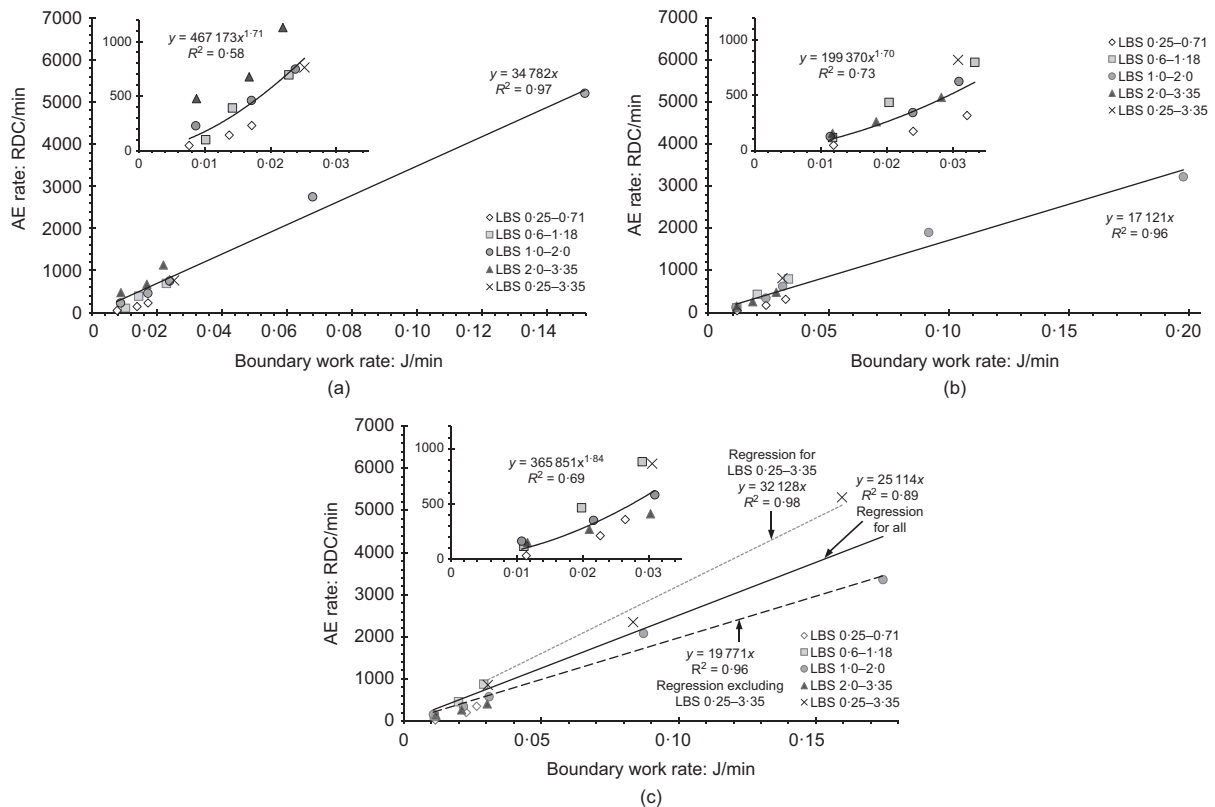 7000
6000
5000
4000
3000
2000
1000
0
AE rate: RDC/min
1000
500
0
0
0·01
0·02
0·03
y = 467 173x^1·71
R² = 0·58
y = 34 782x
R² = 0·97
LBS 0·25–0·71
LBS 0·6–1·18
LBS 1·0–2·0
LBS 2·0–3·35
LBS 0·25–3·35
0 0·02 0·04 0·06 0·08 0·10 0·12 0·14
Boundary work rate: J/min
(a)
7000
6000
5000
4000
3000
2000
1000
0
AE rate: RDC/min
1000
500
0
0 0·01 0·02 0·03
y = 199 370x^1·70
R² = 0·73
LBS 0·25–0·71
LBS 0·6–1·18
LBS 1·0–2·0
LBS 2·0–3·35
LBS 0·25–3·35
y = 17 121x
R² = 0·96
0 0·05 0·10 0·15 0·20
Boundary work rate: J/min
(b)
7000
6000
5000
4000
3000
2000
1000
0
AE rate: RDC/min
1000
500
0
0 0·01 0·02 0·03
y = 365 851x^1·84
R² = 0·69
Regression for
LBS 0·25–3·35
y = 32 128x
R² = 0·98
y = 25 114x
R² = 0·89
Regression
for all
y = 19 771x
R² = 0·96
Regression excluding
LBS 0·25–3·35
LBS 0·25–0·71
LBS 0·6–1·18
LBS 1·0–2·0
LBS 2·0–3·35
LBS 0·25–3·35
0 0·05 0·10 0·15
Boundary work rate: J/min
(c)